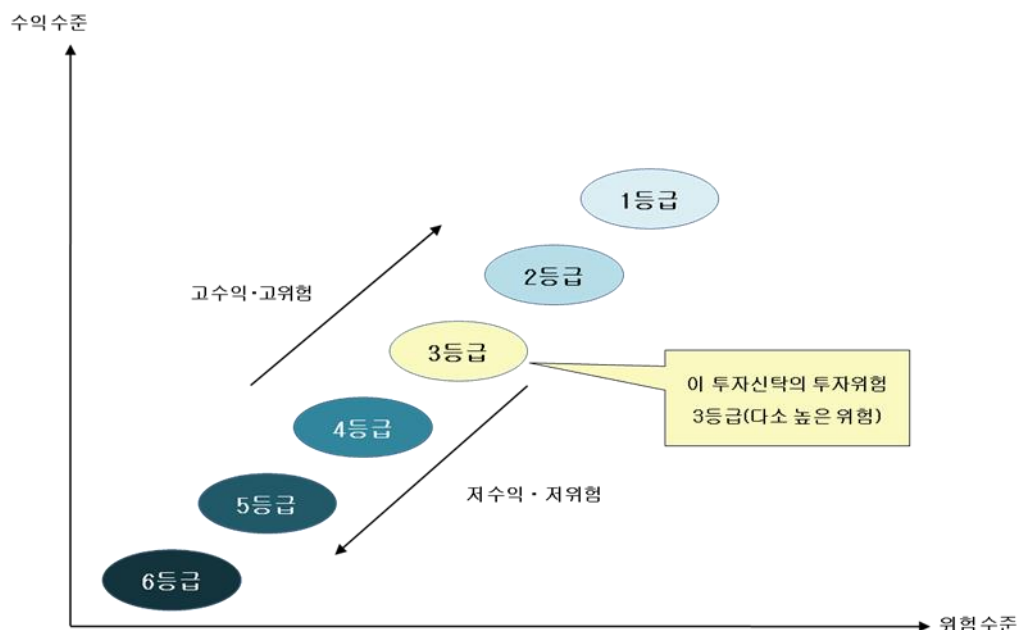 수익수준
1등급
2등급
고수익·고위험
3등급
이 투자신탁의 투자위험
3등급(다소 높은 위험)
4등급
저수익·저위험
5등급
6등급
위험수준